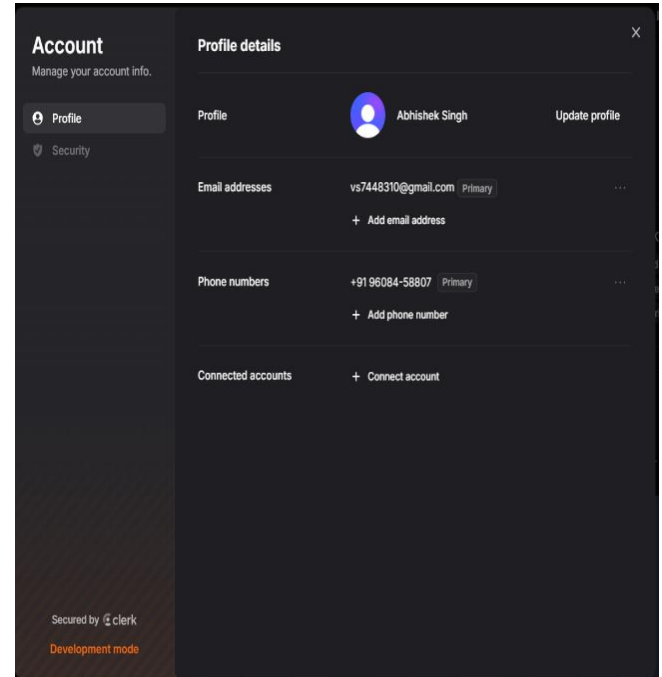 Account
Manage your account info.
Profile
Security
Secured by clerk
Development mode
X
Profile details
Profile
Abhishek Singh
Update profile
Email addresses
vs7448310@gmail.com Primary
+ Add email address
Phone numbers
+91 96084-58807 Primary
+ Add phone number
Connected accounts
+ Connect account